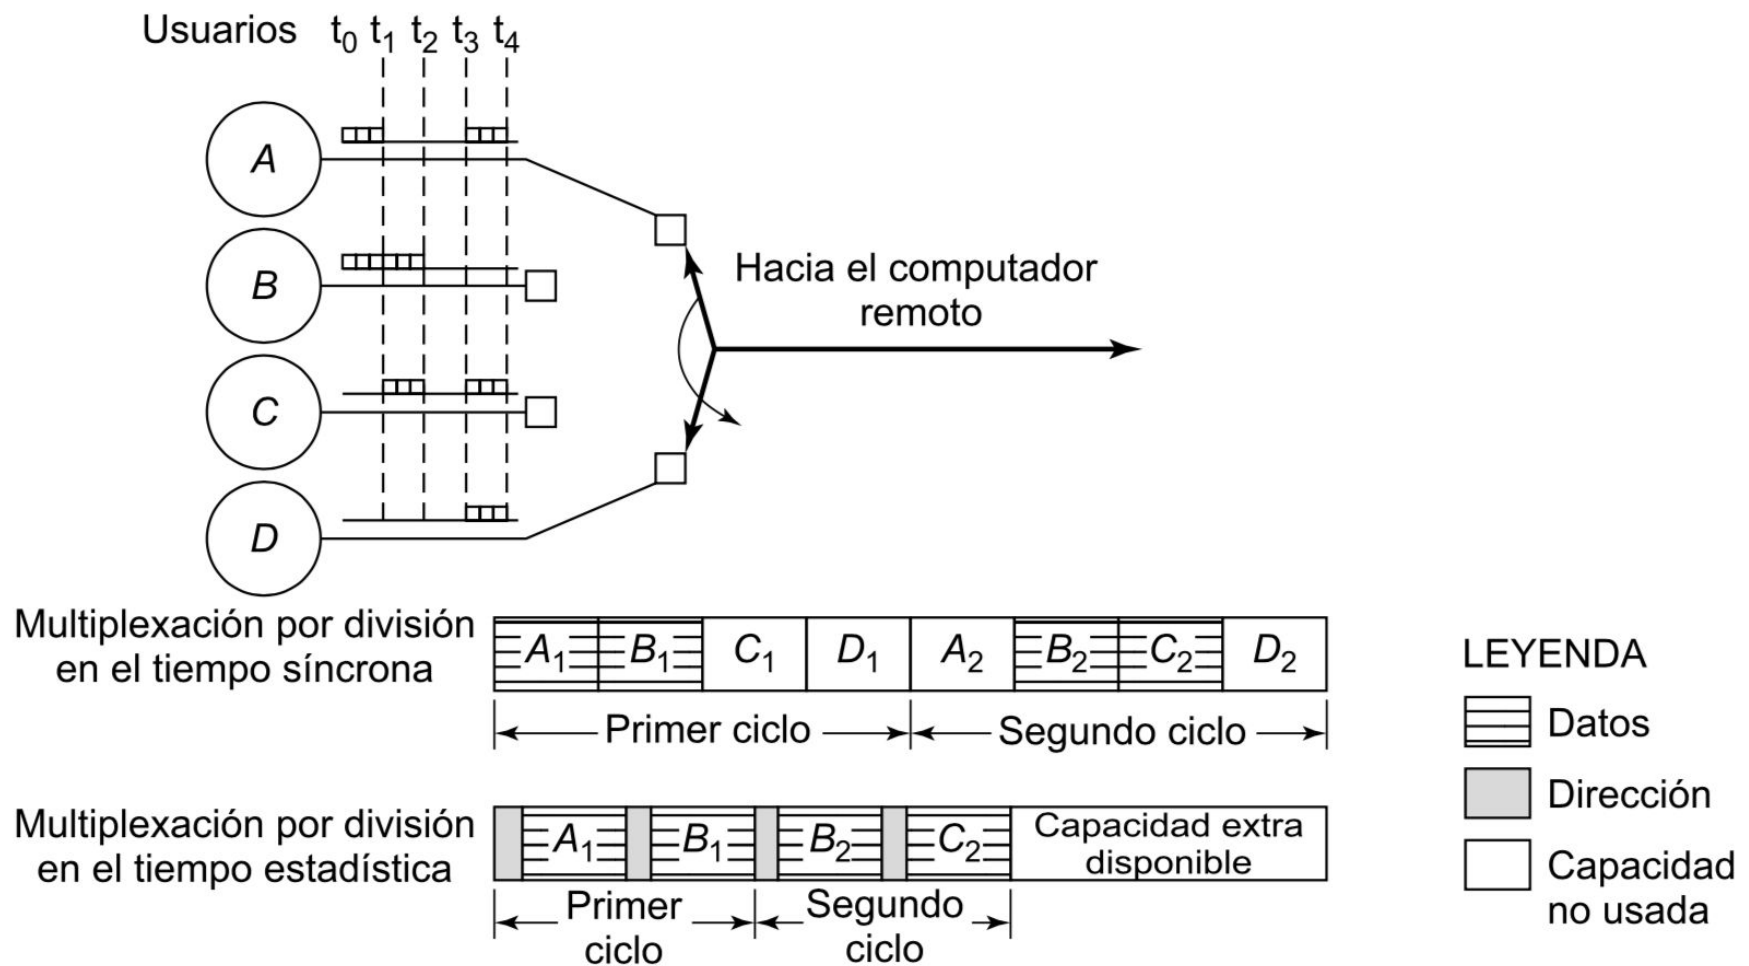 Usuarios t0 t1 t2 t3 t4
A
B
C
D
Hacia el computador
remoto
Multiplexación por división
en el tiempo síncrona
A1 B1 C1 D1 A2 B2 C2 D2
Primer ciclo Segundo ciclo
Multiplexación por división
en el tiempo estadística
A1 B1 B2 C2
Capacidad extra
disponible
Primer
ciclo
Segundo
ciclo
LEYENDA
Datos
Dirección
Capacidad
no usada